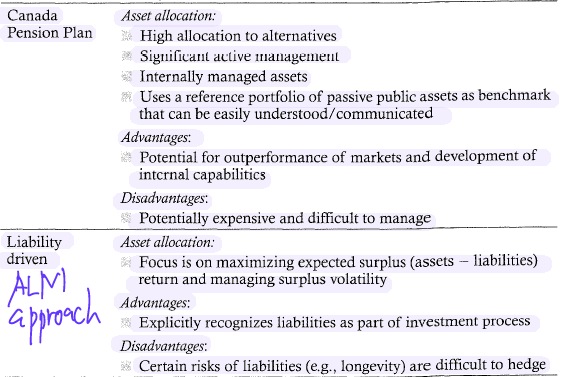 Canada
Pension Plan
Asset allocation:
High allocation to alternatives
Significant active management
Internally managed assets
Uses a reference portfolio of passive public assets as benchmark
that can be easily understood/communicated
Advantages:
Potential for outperformance of markets and development of
internal capabilities
Disadvantages:
Potentially expensive and difficult to manage
Liability
driven
ALM
approach
Asset allocation:
Focus is on maximizing expected surplus (assets − liabilities)
return and managing surplus volatility
Advantages:
Explicitly recognizes liabilities as part of investment process
Disadvantages:
Certain risks of liabilities (e.g., longevity) are difficult to hedge